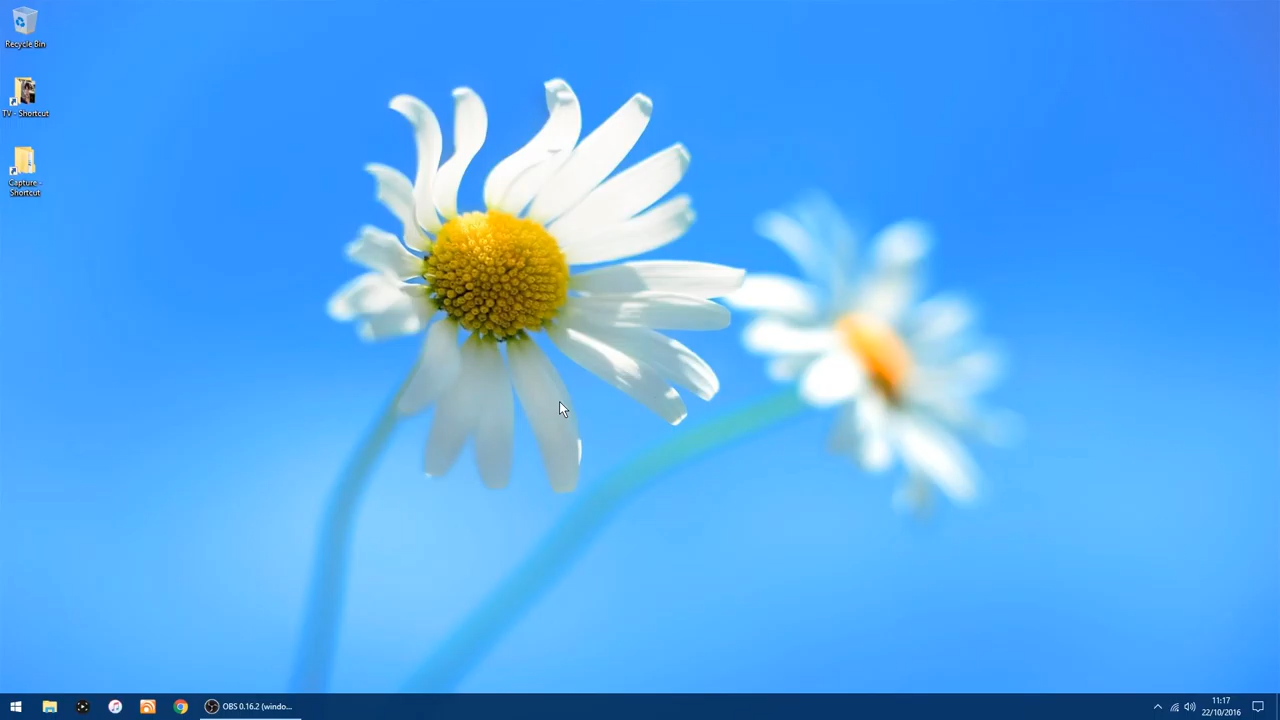 Recycle Bin
TV - Shortcut
Capture -
Shortcut
OBS 0.16.2 (windo...
11:17
22/10/2016